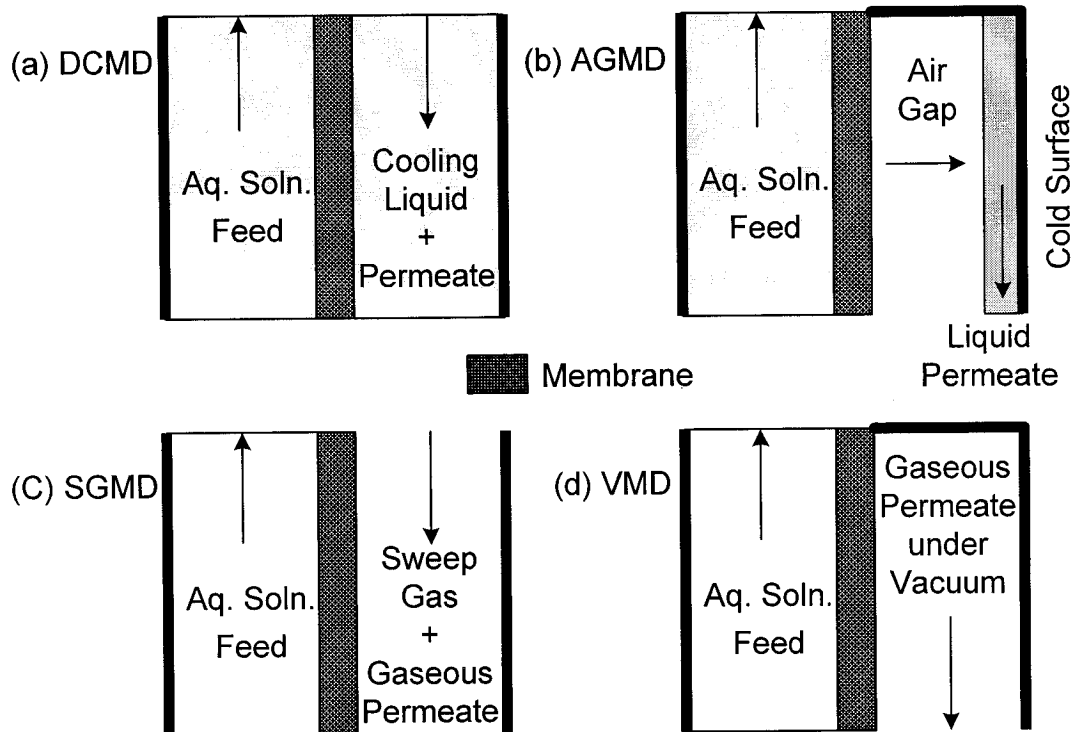 (a) DCMD
Aq. Soln.
Feed
Cooling
Liquid
+
Permeate
(b) AGMD
Aq. Soln.
Feed
Air
Gap
Cold Surface
Liquid
Permeate
Membrane
(C) SGMD
Aq. Soln.
Feed
Sweep
Gas
+
Gaseous
Permeate
(d) VMD
Aq. Soln.
Feed
Gaseous
Permeate
under
Vacuum